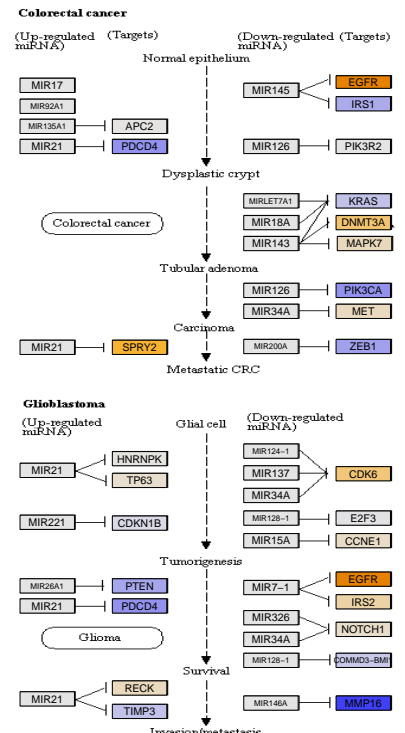 Colorectal cancer
(Up-regulated miRNA) (Targets) (Down-regulated miRNA) (Targets)
Normal epithelium
MIR17
MIR92A1
MIR135A1 APC2
MIR21 PDCD4
MIR145 EGFR
IRS1
MIR126 PIK3R2
Dysplastic crypt
Colorectal cancer
MIRLET7A1 KRAS
MIR18A DNMT3A
MIR143 MAPK7
Tubular adenoma
MIR126 PIK3CA
MIR34A MET
Carcinoma
MIR21 SPRY2
MIR200A ZEB1
Metastatic CRC
Glioblastoma
(Up-regulated miRNA) Glial cell (Down-regulated miRNA)
MIR21 HNRNPK
TP63
MIR221 CDKN1B
MIR124-1
MIR137 CDK6
MIR34A
MIR128-1 E2F3
MIR15A CCNE1
Tumorigenesis
MIR26A1 PTEN
MIR21 PDCD4
Glioma
MIR7-1 EGFR
IRS2
MIR326 NOTCH1
MIR34A
MIR128-1 COMMD3-BMI1
Survival
MIR21 RECK
TIMP3
MIR146A MMP16
Invasion/metastasis